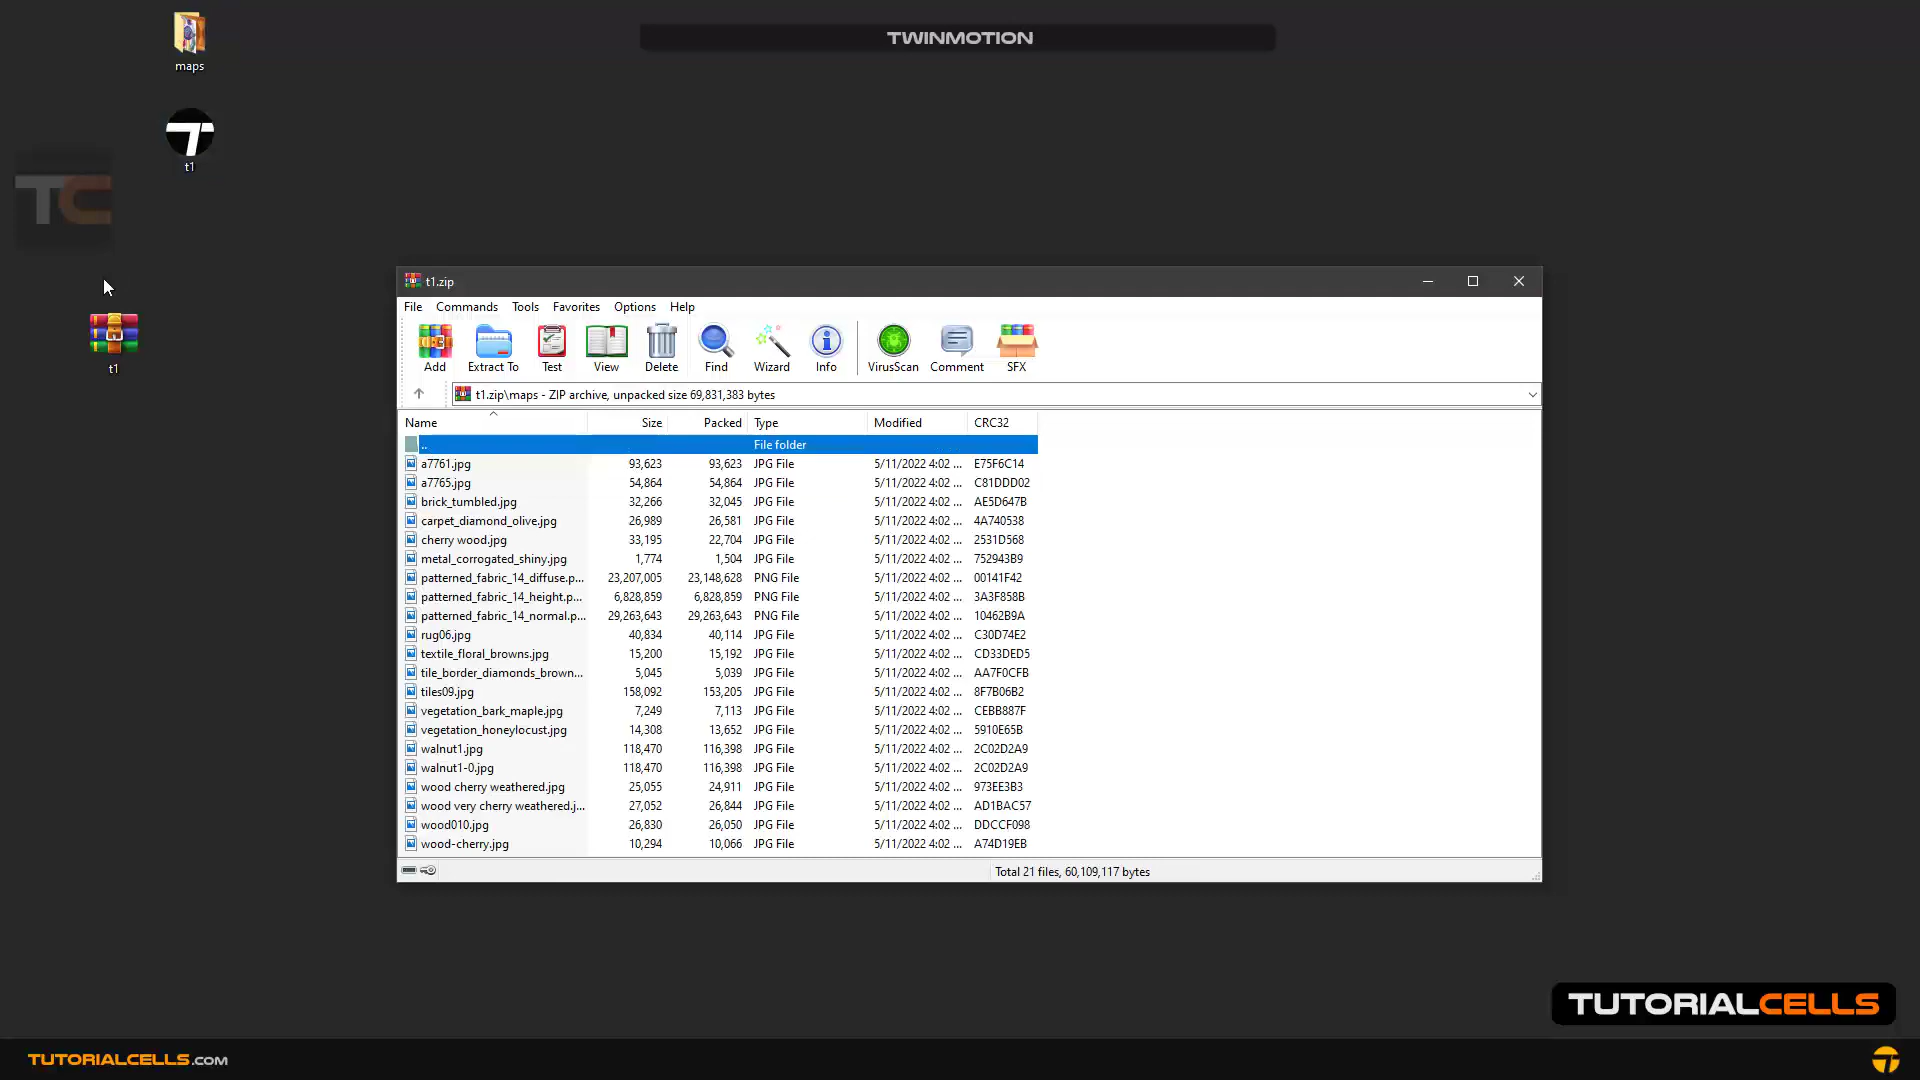 TWINMOTION
maps
t1
TC
t1
t1.zip
File Commands Tools Favorites Options Help
Add Extract To Test View Delete Find Wizard Info VirusScan Comment SFX
t1.zip\maps - ZIP archive, unpacked size 69,831,383 bytes
Name Size Packed Type Modified CRC32
.. File folder
a7761.jpg 93,623 93,623 JPG File 5/11/2022 4:02 ... E75F6C14
a7765.jpg 54,864 54,864 JPG File 5/11/2022 4:02 ... C81DDD02
brick_tumbled.jpg 32,266 32,045 JPG File 5/11/2022 4:02 ... AE5D647B
carpet_diamond_olive.jpg 26,989 26,581 JPG File 5/11/2022 4:02 ... 4A740538
cherry wood.jpg 33,195 22,704 JPG File 5/11/2022 4:02 ... 2531D568
metal_corrogated_shiny.jpg 1,774 1,504 JPG File 5/11/2022 4:02 ... 752943B9
patterned_fabric_14_diffuse.p... 23,207,005 23,148,628 PNG File 5/11/2022 4:02 ... 00141F42
patterned_fabric_14_height.p... 6,828,859 6,828,859 PNG File 5/11/2022 4:02 ... 3A3F858B
patterned_fabric_14_normal.p... 29,263,643 29,263,643 PNG File 5/11/2022 4:02 ... 10462B9A
rug06.jpg 40,834 40,114 JPG File 5/11/2022 4:02 ... C30D74E2
textile_floral_browns.jpg 15,200 15,192 JPG File 5/11/2022 4:02 ... CD33DED5
tile_border_diamonds_brown... 5,045 5,039 JPG File 5/11/2022 4:02 ... AA7F0CFB
tiles09.jpg 158,092 153,205 JPG File 5/11/2022 4:02 ... 8F7B06B2
vegetation_bark_maple.jpg 7,249 7,113 JPG File 5/11/2022 4:02 ... CEBB887F
vegetation_honeylocust.jpg 14,308 13,652 JPG File 5/11/2022 4:02 ... 5910E65B
walnut1.jpg 118,470 116,398 JPG File 5/11/2022 4:02 ... 2C02D2A9
walnut1-0.jpg 118,470 116,398 JPG File 5/11/2022 4:02 ... 2C02D2A9
wood cherry weathered.jpg 25,055 24,911 JPG File 5/11/2022 4:02 ... 973EE3B3
wood very cherry weathered.j... 27,052 26,844 JPG File 5/11/2022 4:02 ... AD1BAC57
wood010.jpg 26,830 26,050 JPG File 5/11/2022 4:02 ... DDCCF098
wood-cherry.jpg 10,294 10,066 JPG File 5/11/2022 4:02 ... A74D19EB
Total 21 files, 60,109,117 bytes
TUTORIALCELLS
TUTORIALCELLS.COM